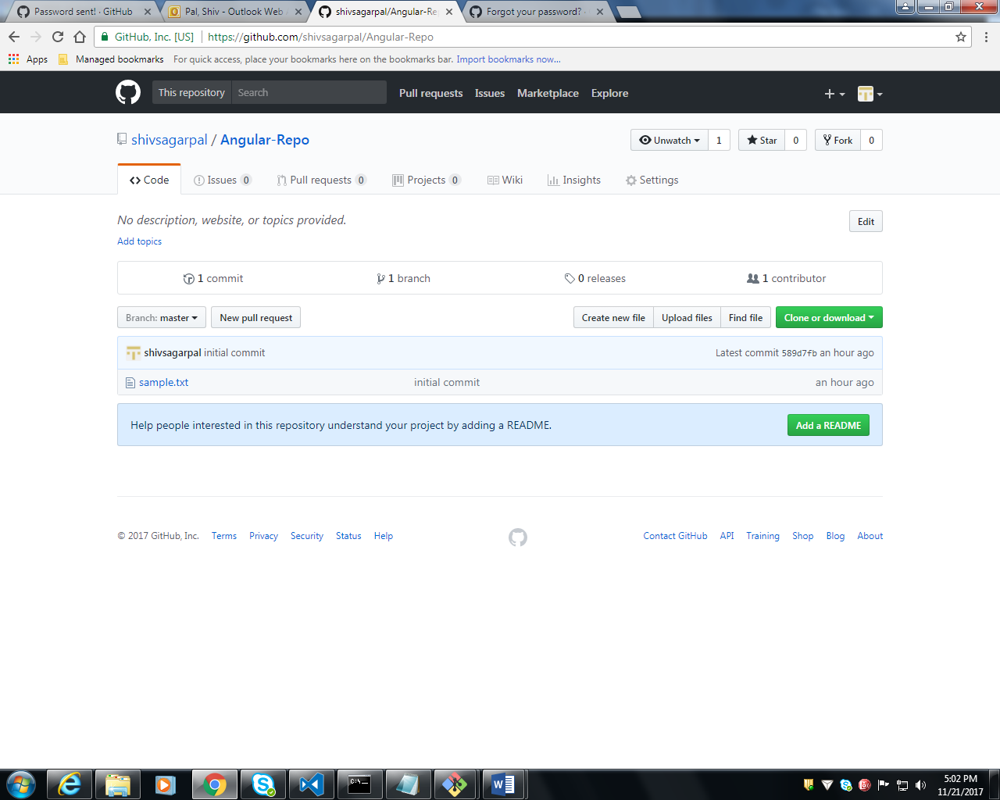 Password sent! · GitHub
Pal, Shiv - Outlook Web
shivsagarpal/Angular-Re
Forgot your password?
GitHub, Inc. [US]
https://github.com/shivsagarpal/Angular-Repo
Apps
Managed bookmarks
For quick access, place your bookmarks here on the bookmarks bar. Import bookmarks now...
This repository
Search
Pull requests
Issues
Marketplace
Explore
shivsagarpal / Angular-Repo
Unwatch 1
Star 0
Fork 0
Code
Issues 0
Pull requests 0
Projects 0
Wiki
Insights
Settings
No description, website, or topics provided.
Edit
Add topics
1 commit
1 branch
0 releases
1 contributor
Branch: master
New pull request
Create new file
Upload files
Find file
Clone or download
shivsagarpal initial commit
Latest commit 589d7fb an hour ago
sample.txt
initial commit
an hour ago
Help people interested in this repository understand your project by adding a README.
Add a README
© 2017 GitHub, Inc.
Terms
Privacy
Security
Status
Help
Contact GitHub
API
Training
Shop
Blog
About
5:02 PM
11/21/2017